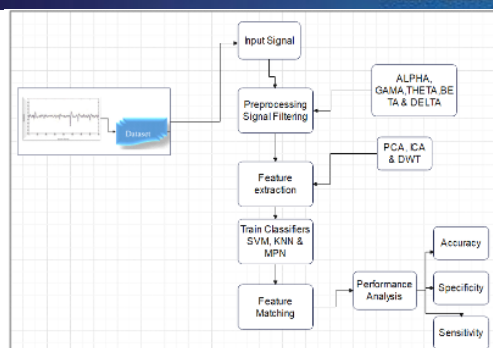 Input Signal
Dataset
Preprocessing
Signal Filtering
ALPHA,
GAMA,THETA,BE
TA & DELTA
Feature
extraction
PCA, ICA
& DWT
Train Classifiers
SVM, KNN &
MPN
Feature
Matching
Performance
Analysis
Accuracy
Specificity
Sensitivity